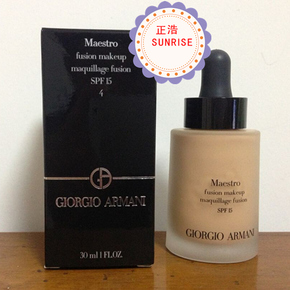 正浩
SUNRISE
Maestro
fusion makeup
maquillage fusion
SPF 15
4
GIORGIO ARMANI
30 ml 1 FL.OZ.
Maestro
fusion makeup
maquillage fusion
SPF 15
GIORGIO ARMANI